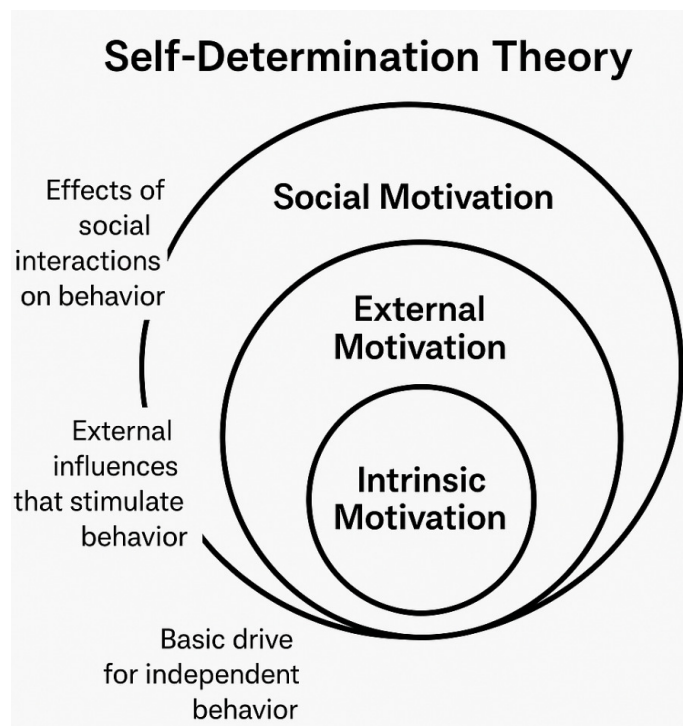 Self-Determination Theory
Social Motivation
Effects of
social
interactions
on behavior
External
Motivation
External
influences
that stimulate
behavior
Intrinsic
Motivation
Basic drive
for independent
behavior